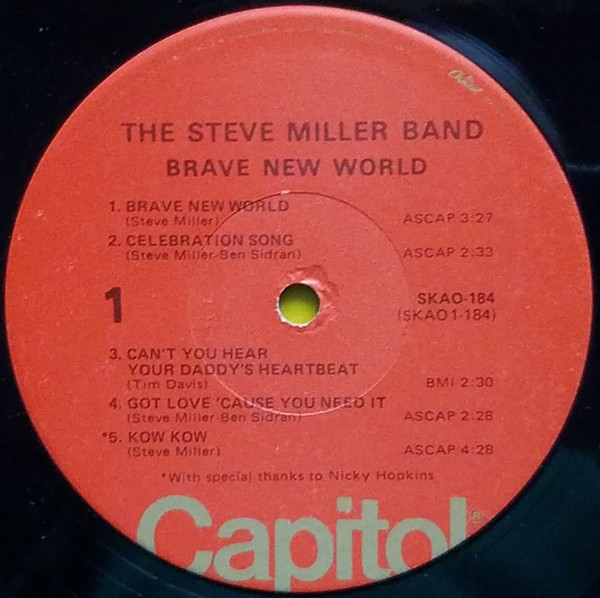 Capitol
THE STEVE MILLER BAND
BRAVE NEW WORLD
1. BRAVE NEW WORLD
(Steve Miller) ASCAP 3:27
2. CELEBRATION SONG
(Steve Miller-Ben Sidran) ASCAP 2:33
1
SKAO-184
(SKAO1-184)
3. CAN'T YOU HEAR
YOUR DADDY'S HEARTBEAT
(Tim Davis) BMI 2:30
4. GOT LOVE 'CAUSE YOU NEED IT
(Steve Miller-Ben Sidran) ASCAP 2:28
*5. KOW KOW
(Steve Miller) ASCAP 4:28
*With special thanks to Nicky Hopkins
Capitol®